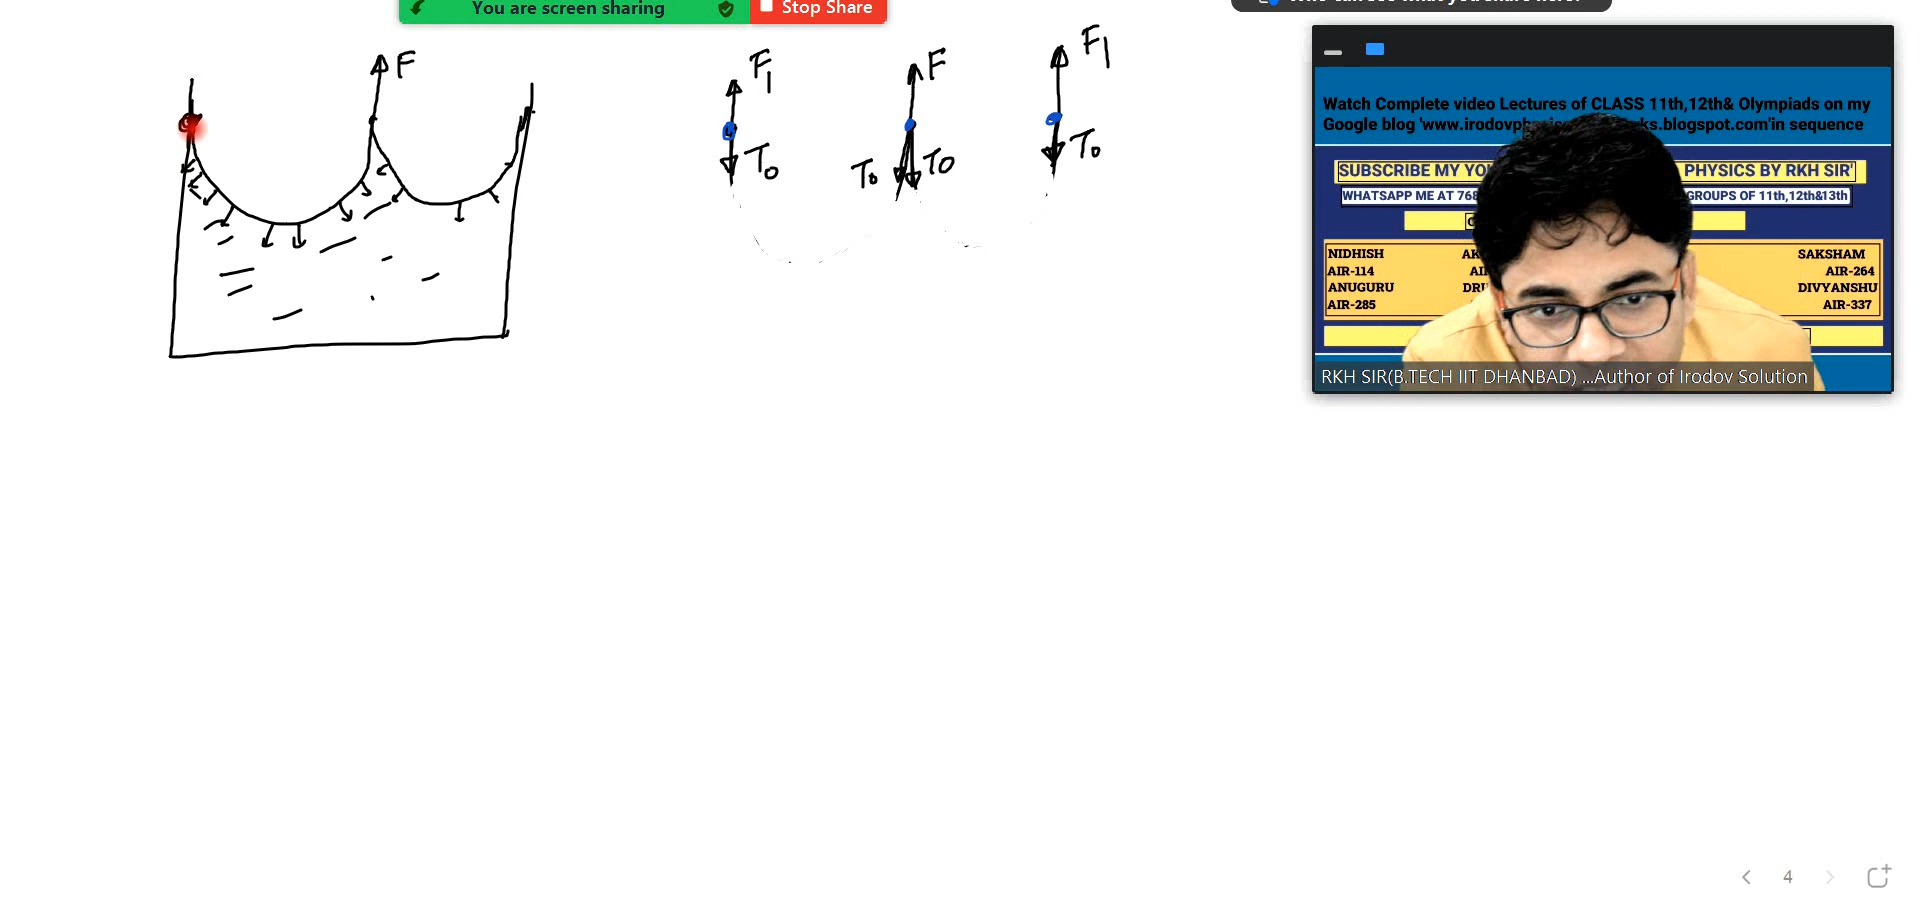 You are screen sharing
Stop Share
F
F1
T0
F
T0
T0
F1
T0
Watch Complete video Lectures of CLASS 11th,12th& Olympiads on my
Google blog 'www.irodovph ks.blogspot.com'in sequence
SUBSCRIBE MY PHYSICS BY RKH SIR'
WHATSAPP ME AT 768 GROUPS OF 11th,12th&13th
NIDHISH
AIR-114
ANUGURU
AIR-285
SAKSHAM
AIR-264
DIVYANSHU
AIR-337
RKH SIR(B.TECH IIT DHANBAD) ...Author of Irodov Solution
4